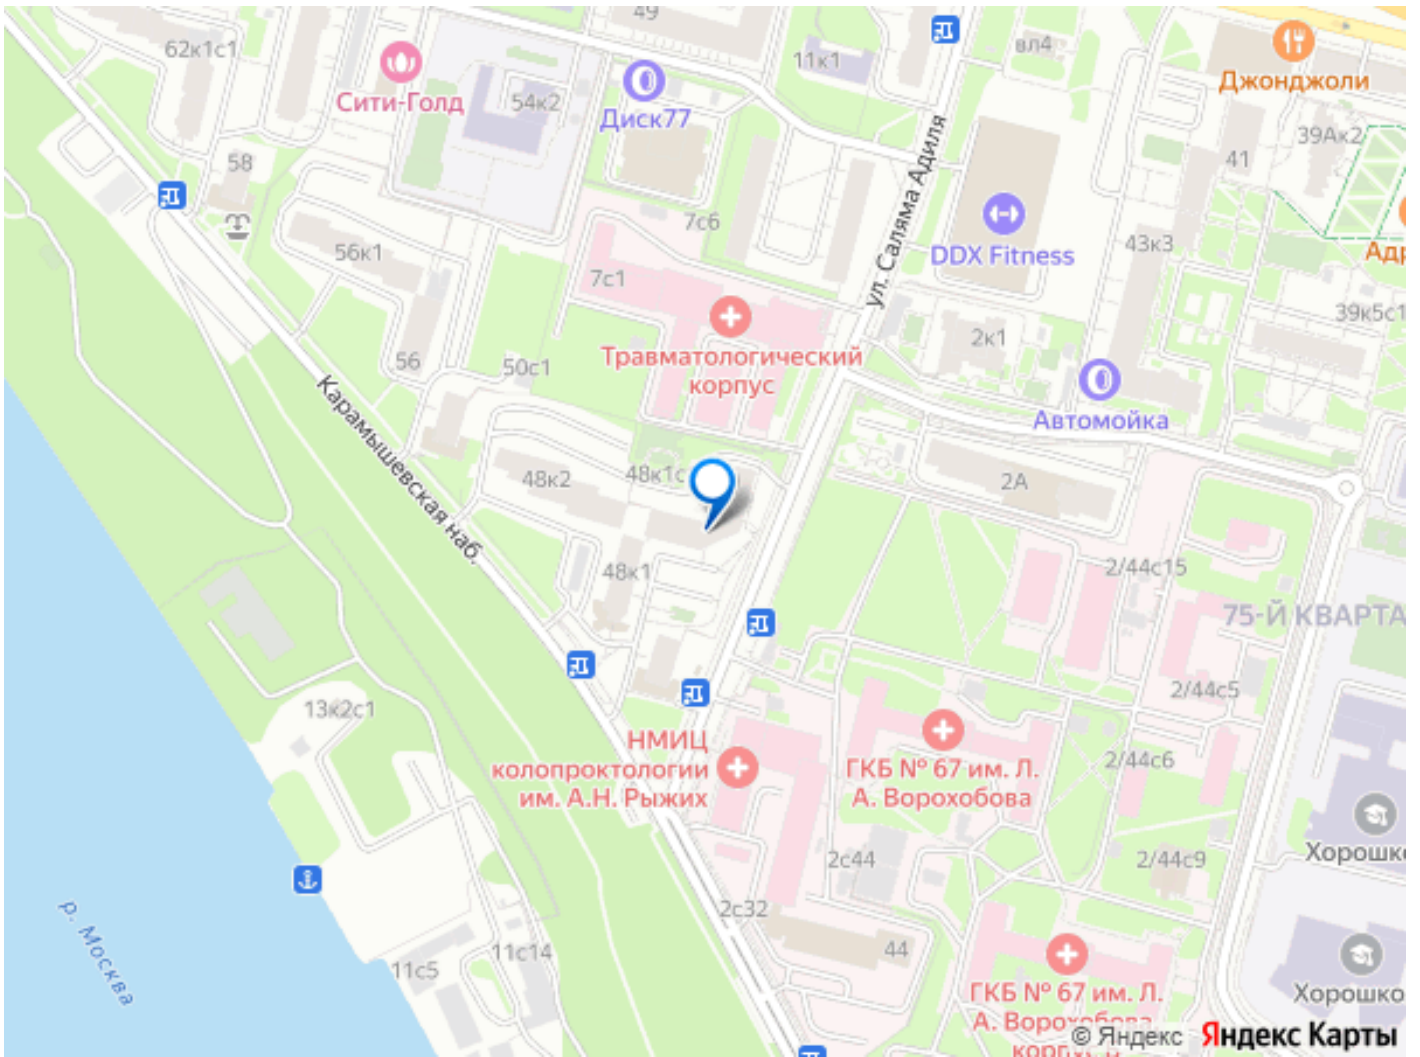 49
62к1с1
11к1
вл4
Джонджоли
Сити-Голд
54к2
Диск77
39Ак2
41
58
ул. Саляма Адиля
7с6
DDX Fitness
43к3
56к1
7с1
39к5с1
2к1
Травматологический
корпус
56
50с1
Автомойка
Карамышевская наб.
48к2
48к1с
2А
48к1
2/44с15
75-Й КВАРТА
2/44с5
13к2с1
НМИЦ
колопроктологии
им. А.Н. Рыжих
ГКБ № 67 им. Л.
А. Ворохобова
2/44с6
2с44
2/44с9
Хорошко
р. Москва
2с32
44
11с14
11с5
ГКБ № 67 им. Л.
А. Ворохобова
Хорошко
© Яндекс Яндекс Карты